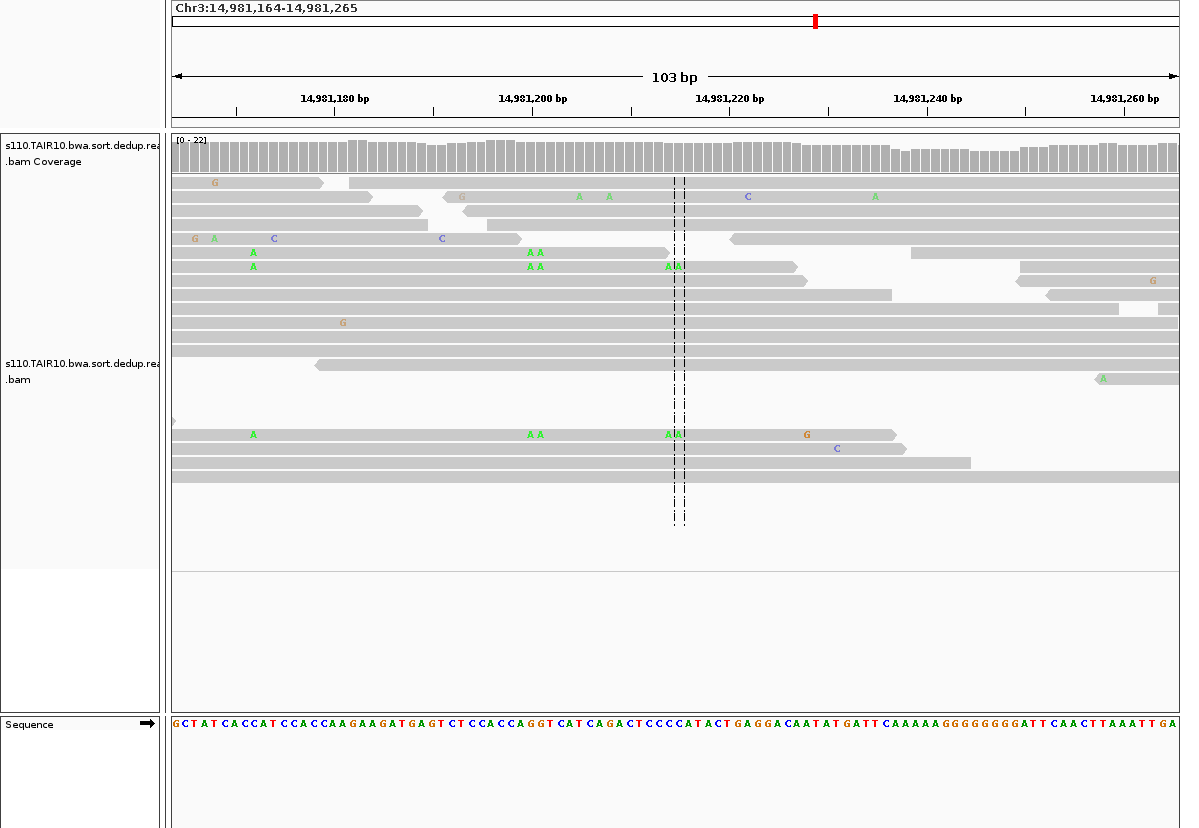 Chr3:14,981,164-14,981,265
103 bp
14,981,180 bp 14,981,200 bp 14,981,220 bp 14,981,240 bp 14,981,260 bp
s110.TAIR10.bwa.sort.dedup.rea
.bam Coverage
[0 - 22]
G
G A A C A
G A C C
A A A
A A A A A
G
G
s110.TAIR10.bwa.sort.dedup.rea
.bam
A
A A A A A G
C
Sequence
G C T A T C A C C A T C C A C C A A G A A G A T G A G T C T C C A C C A G G T C A T C A G A C T C C C C A T A C T G A G G A C A A T A T G A T T C A A A A A G G G G G G G G A T T C A A C T T A A A T T G A